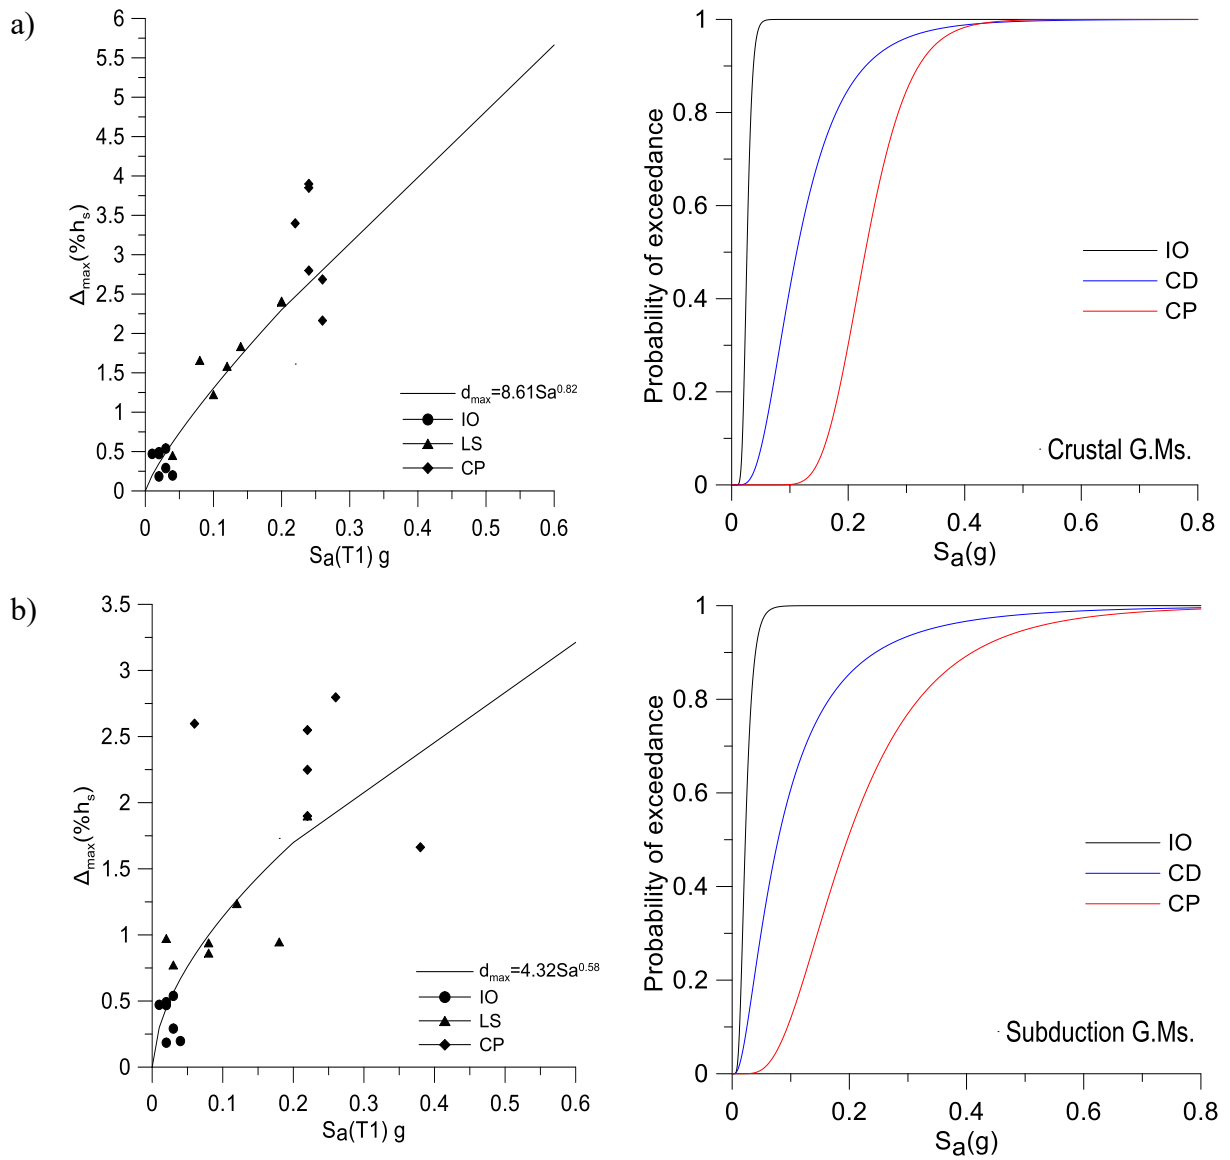 a)
6
5.5
5
4.5
4
3.5
3
2.5
2
1.5
1
0.5
0
Δmax(%hs)
0 0.1 0.2 0.3 0.4 0.5 0.6
Sa(T1) g
dmax=8.61Sa0.82
IO
LS
CP
1
0.8
0.6
0.4
0.2
0
Probability of exceedance
IO
CD
CP
Crustal G.Ms.
0 0.2 0.4 0.6 0.8
Sa(g)
b)
3.5
3
2.5
2
1.5
1
0.5
0
Δmax(%hs)
0 0.1 0.2 0.3 0.4 0.5 0.6
Sa(T1) g
dmax=4.32Sa0.58
IO
LS
CP
1
0.8
0.6
0.4
0.2
0
Probability of exceedance
IO
CD
CP
Subduction G.Ms.
0 0.2 0.4 0.6 0.8
Sa(g)